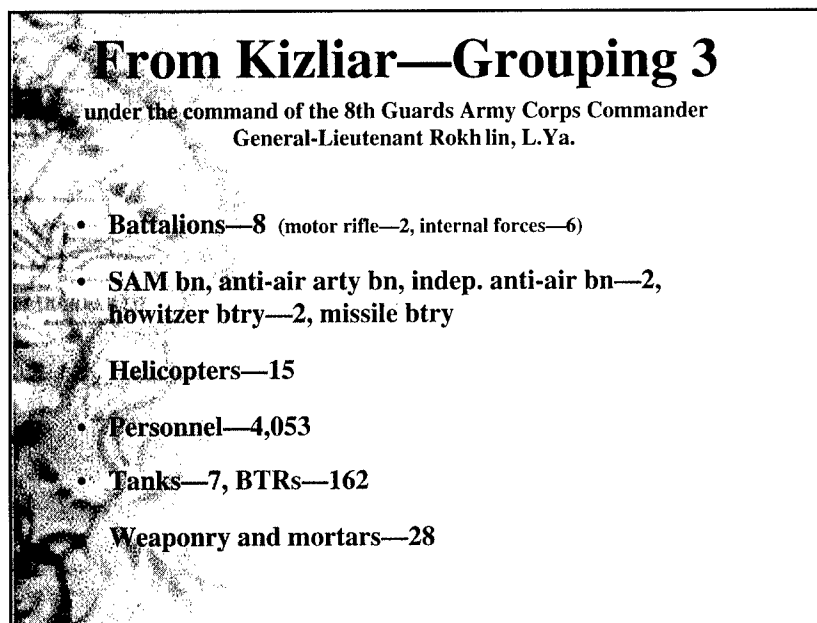 From Kizliar—Grouping 3
under the command of the 8th Guards Army Corps Commander
General-Lieutenant Rokh lin, L.Ya.
• Battalions—8 (motor rifle—2, internal forces—6)
• SAM bn, anti-air arty bn, indep. anti-air bn—2,
howitzer btry—2, missile btry
• Helicopters—15
• Personnel—4,053
• Tanks—7, BTRs—162
• Weaponry and mortars—28